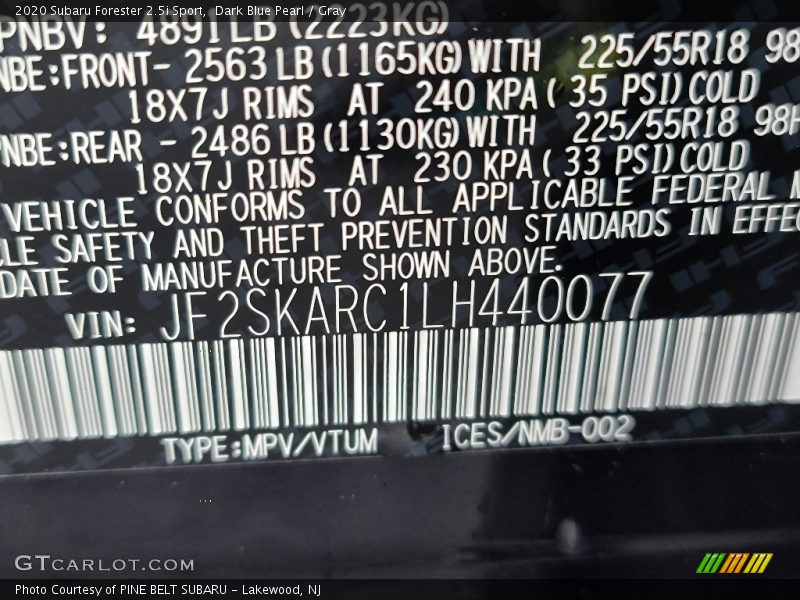 2020 Subaru Forester 2.5i Sport, Dark Blue Pearl / Gray
PNBV: 4891LB (2223KG)
NBE:FRONT- 2563 LB(1165KG)WITH 225/55R18 98
18X7J RIMS AT 240 KPA( 35 PSI)COLD
PNBE:REAR - 2486 LB(1130KG)WITH 225/55R18 98H
18X7J RIMS AT 230 KPA( 33 PSI)COLD
VEHICLE CONFORMS TO ALL APPLICABLE FEDERAL M
CLE SAFETY AND THEFT PREVENTION STANDARDS IN EFFE
DATE OF MANUFACTURE SHOWN ABOVE.
VIN: JF2SKARC1LH440077
TYPE:MPV/VTUM ICES/NMB-002
GTCARLOT.COM
Photo Courtesy of PINE BELT SUBARU - Lakewood, NJ